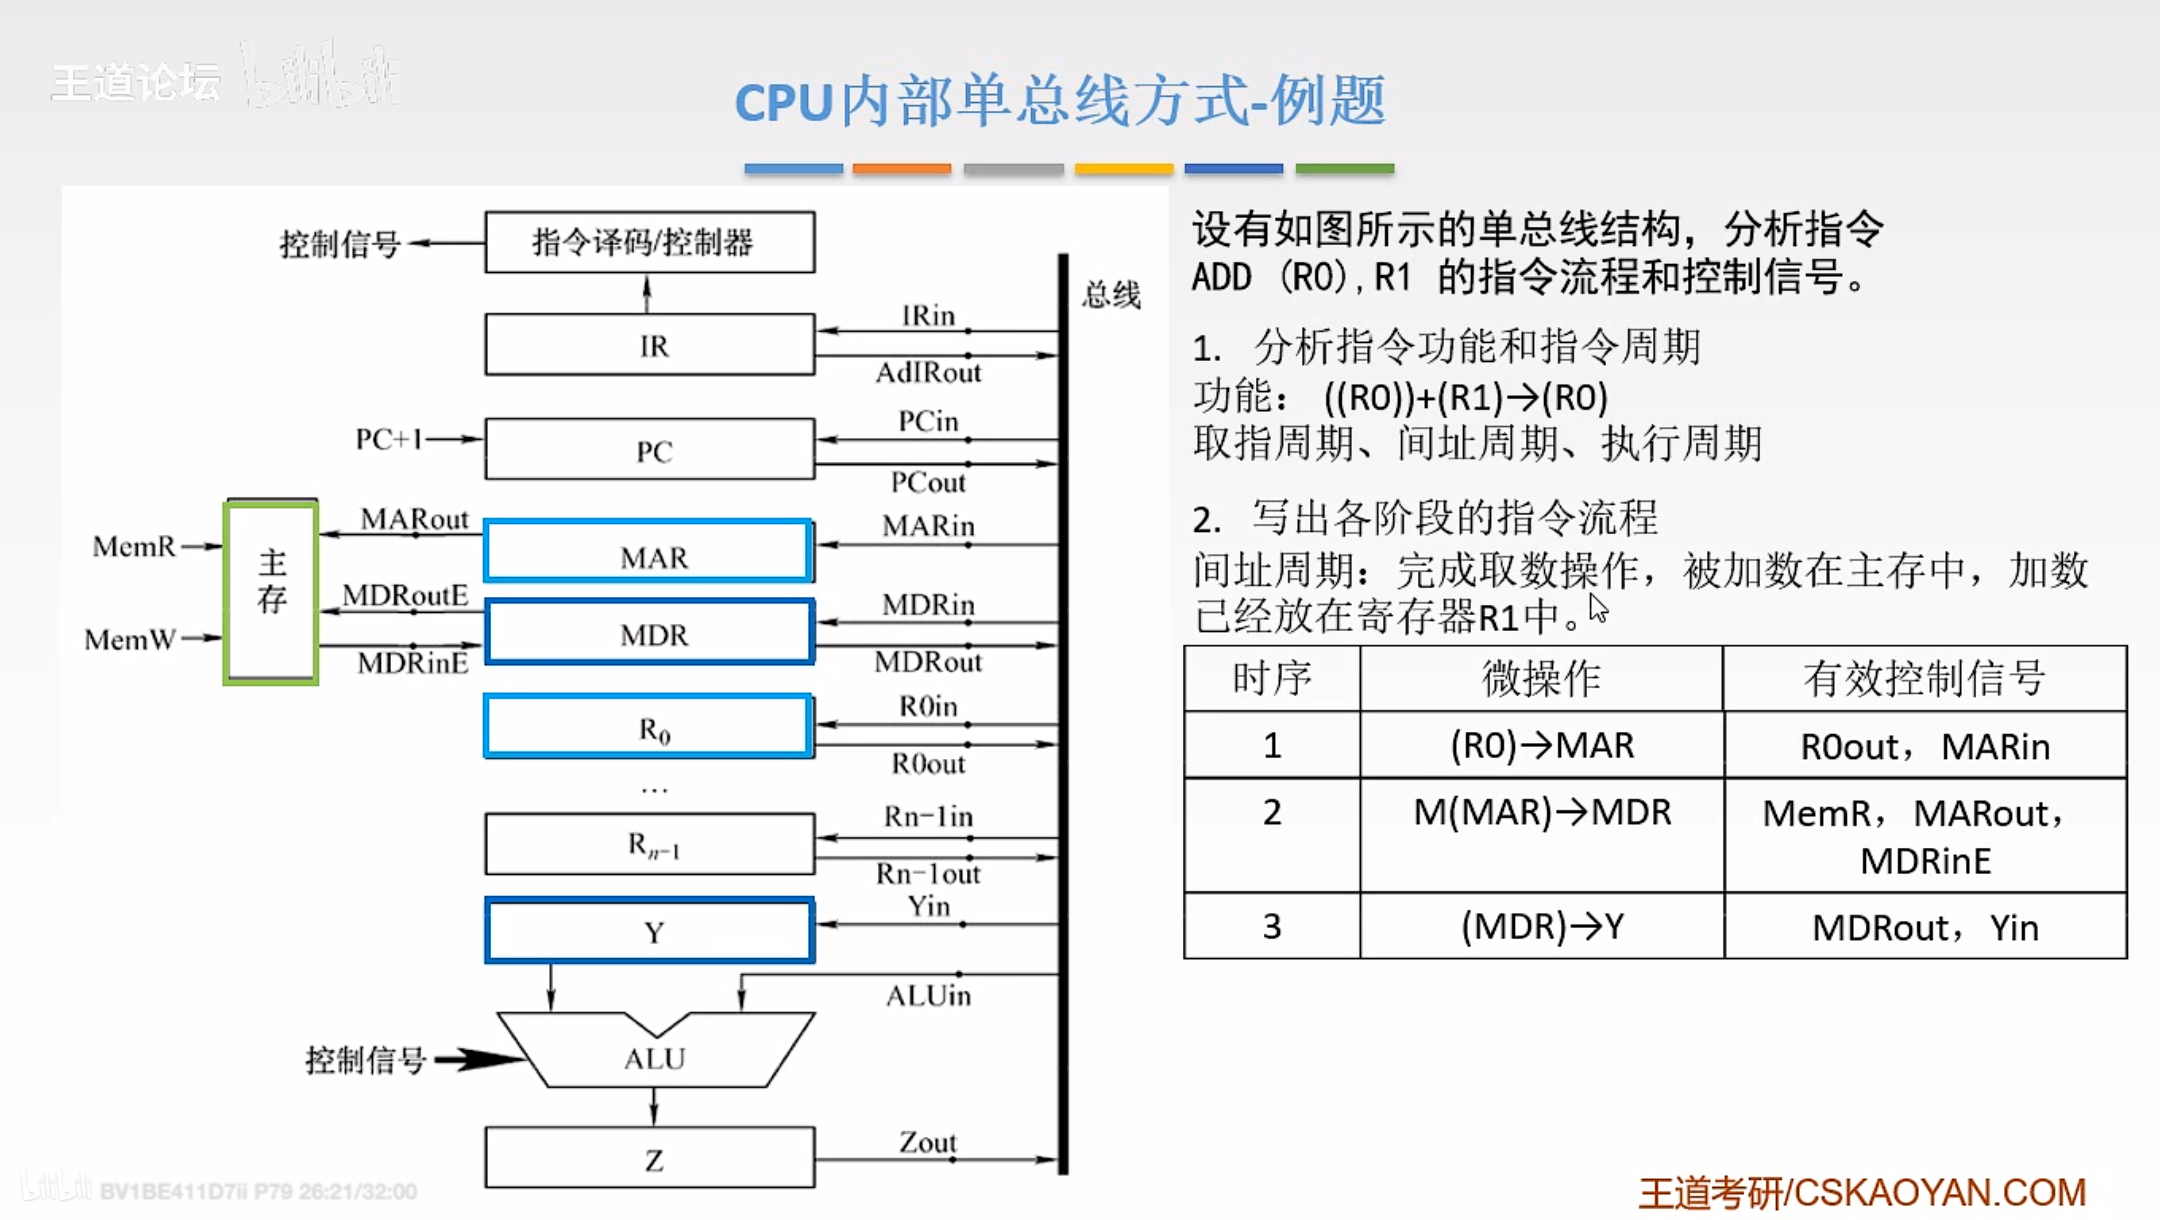 王道论坛 bilibili
CPU内部单总线方式-例题
控制信号
指令译码/控制器
总线
IRin
IR
AdIRout
PCin
PC+1
PC
PCout
MARout
MARin
MemR
主存
MAR
MDRoutE
MDRin
MDR
MemW
MDRinE
MDRout
R0in
R0
R0out
…
Rn-1in
Rn-1
Rn-1out
Yin
Y
ALUin
控制信号
ALU
Zout
Z
设有如图所示的单总线结构，分析指令
ADD (R0),R1 的指令流程和控制信号。
1. 分析指令功能和指令周期
功能： ((R0))+(R1)→(R0)
取指周期、间址周期、执行周期
2. 写出各阶段的指令流程
间址周期：完成取数操作，被加数在主存中，加数
已经放在寄存器R1中。
时序 微操作 有效控制信号
1 (R0)→MAR R0out，MARin
2 M(MAR)→MDR MemR，MARout，
MDRinE
3 (MDR)→Y MDRout，Yin
bilibili BV1BE411D7ii P79 26:21/32:00
王道考研/CSKAOYAN.COM